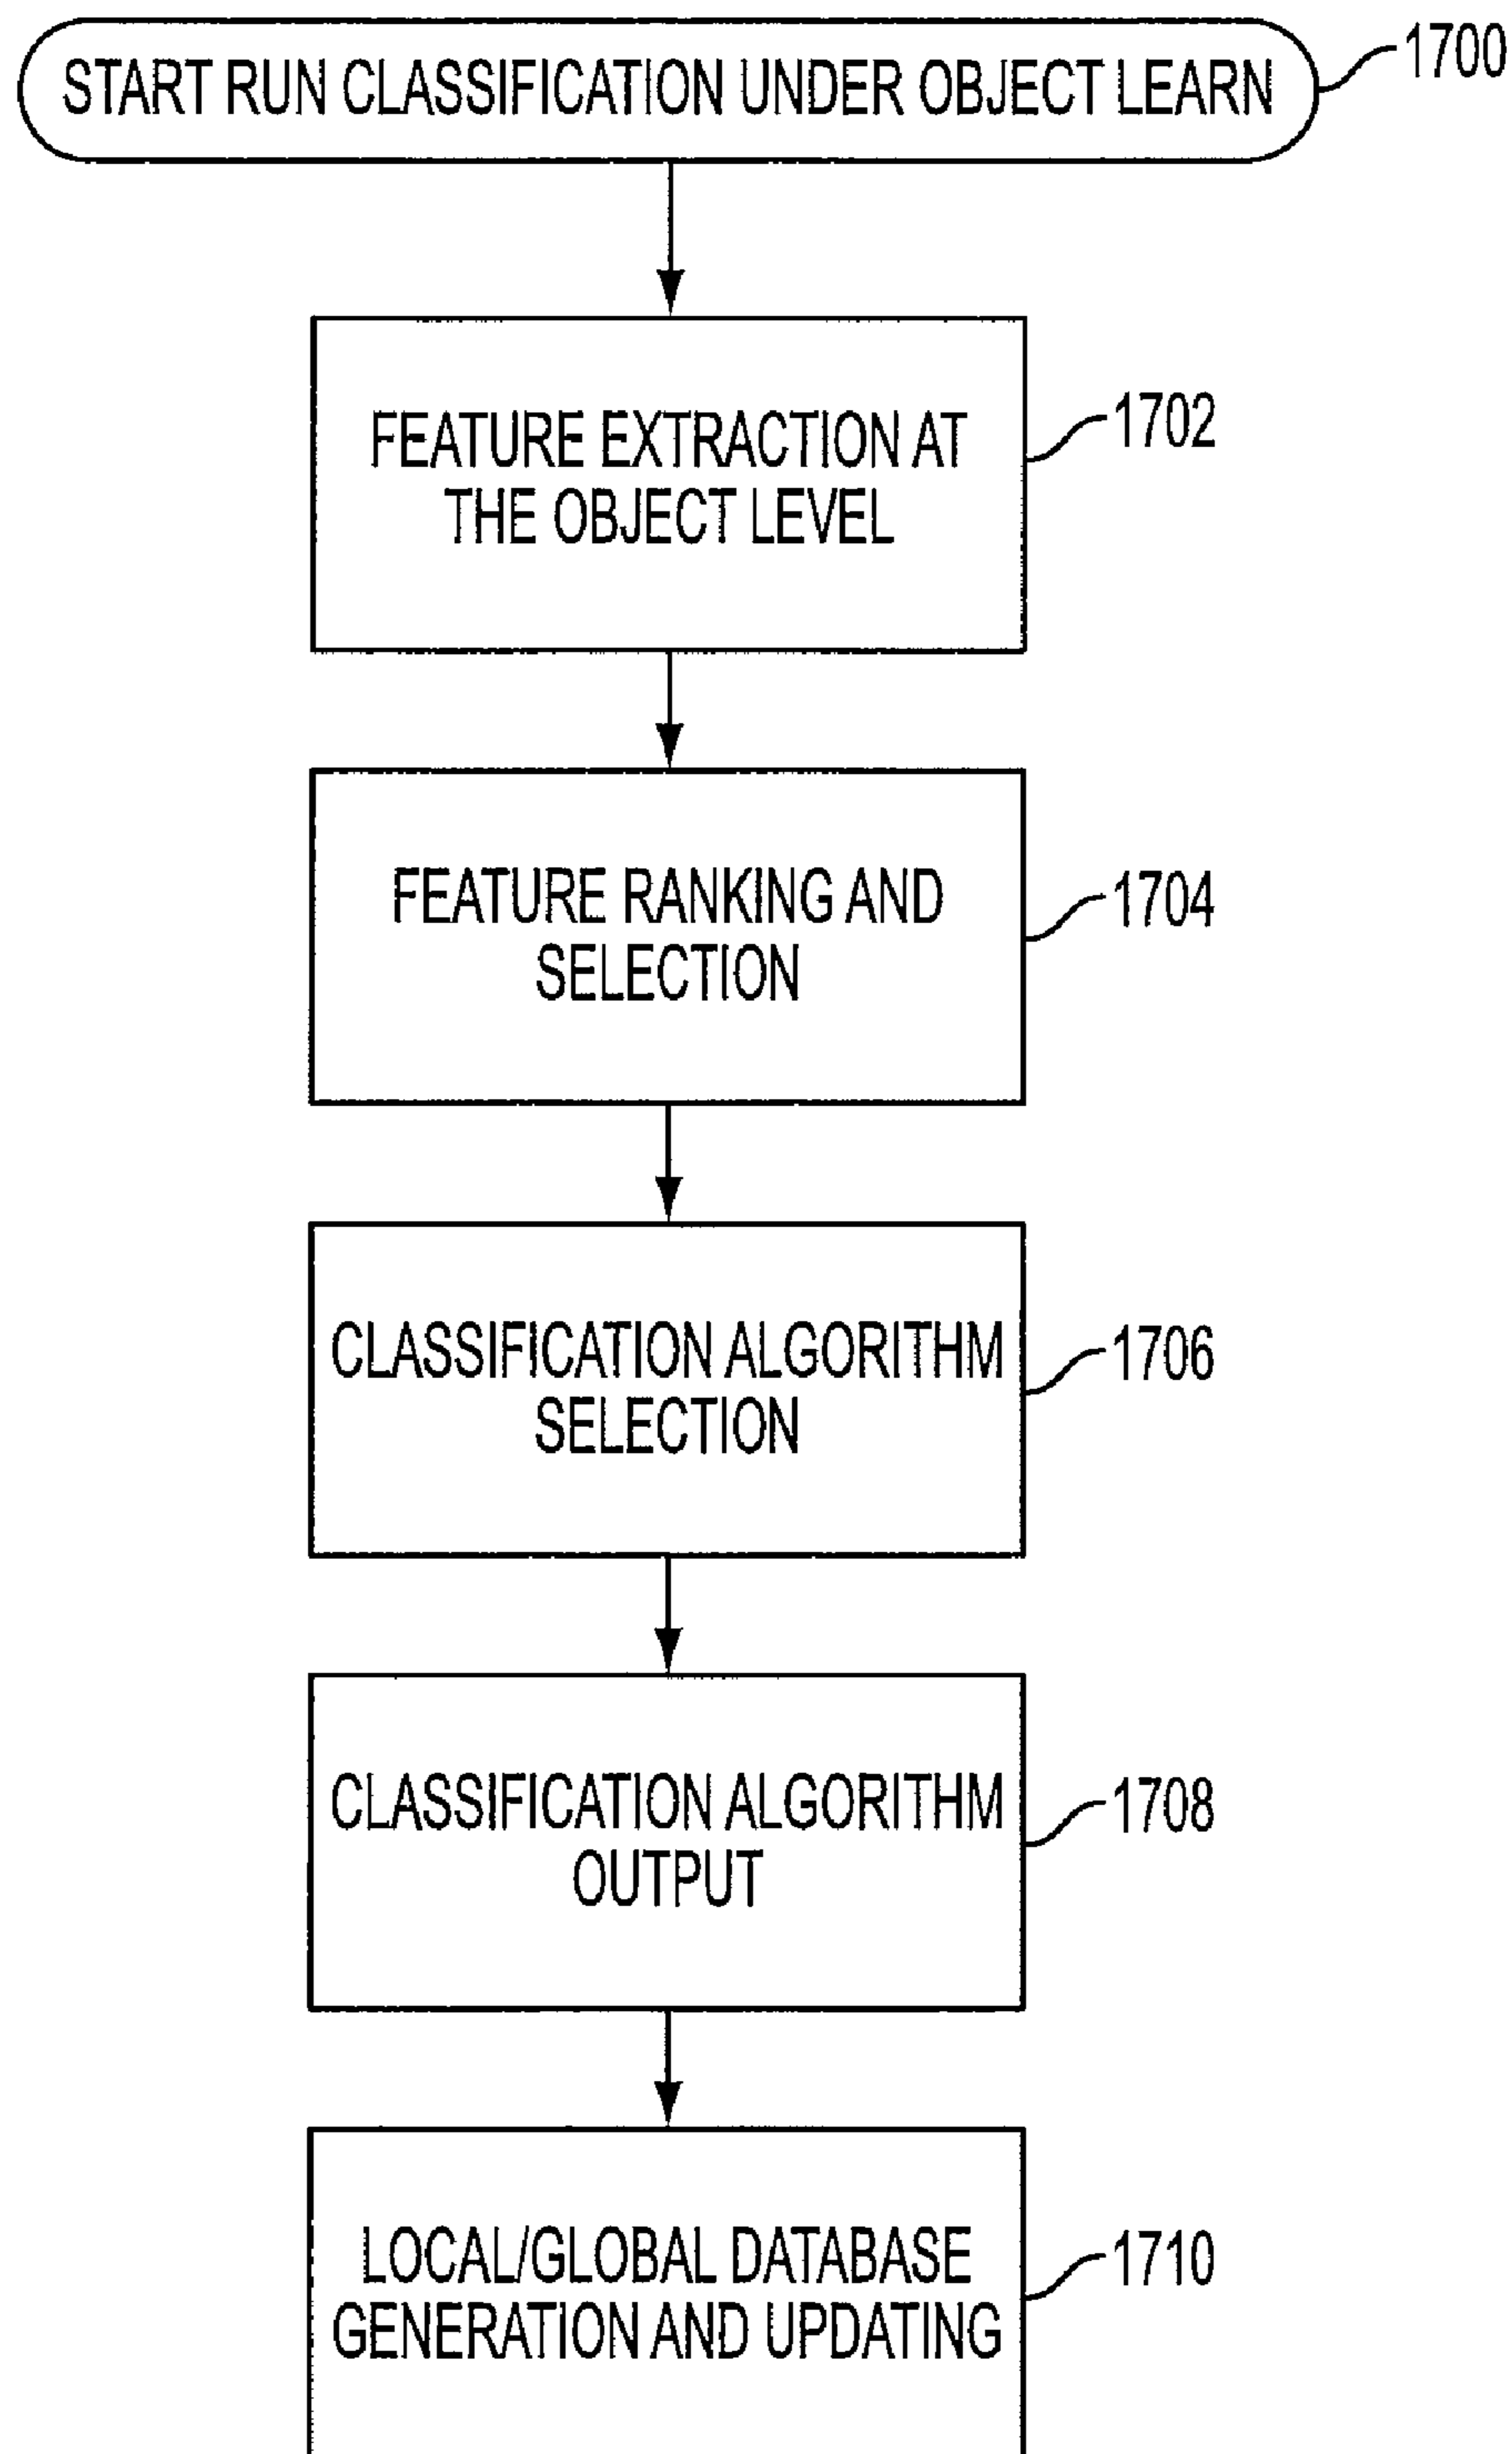 START RUN CLASSIFICATION UNDER OBJECT LEARN
1700
FEATURE EXTRACTION AT
THE OBJECT LEVEL
1702
FEATURE RANKING AND
SELECTION
1704
CLASSIFICATION ALGORITHM
SELECTION
1706
CLASSIFICATION ALGORITHM
OUTPUT
1708
LOCAL/GLOBAL DATABASE
GENERATION AND UPDATING
1710